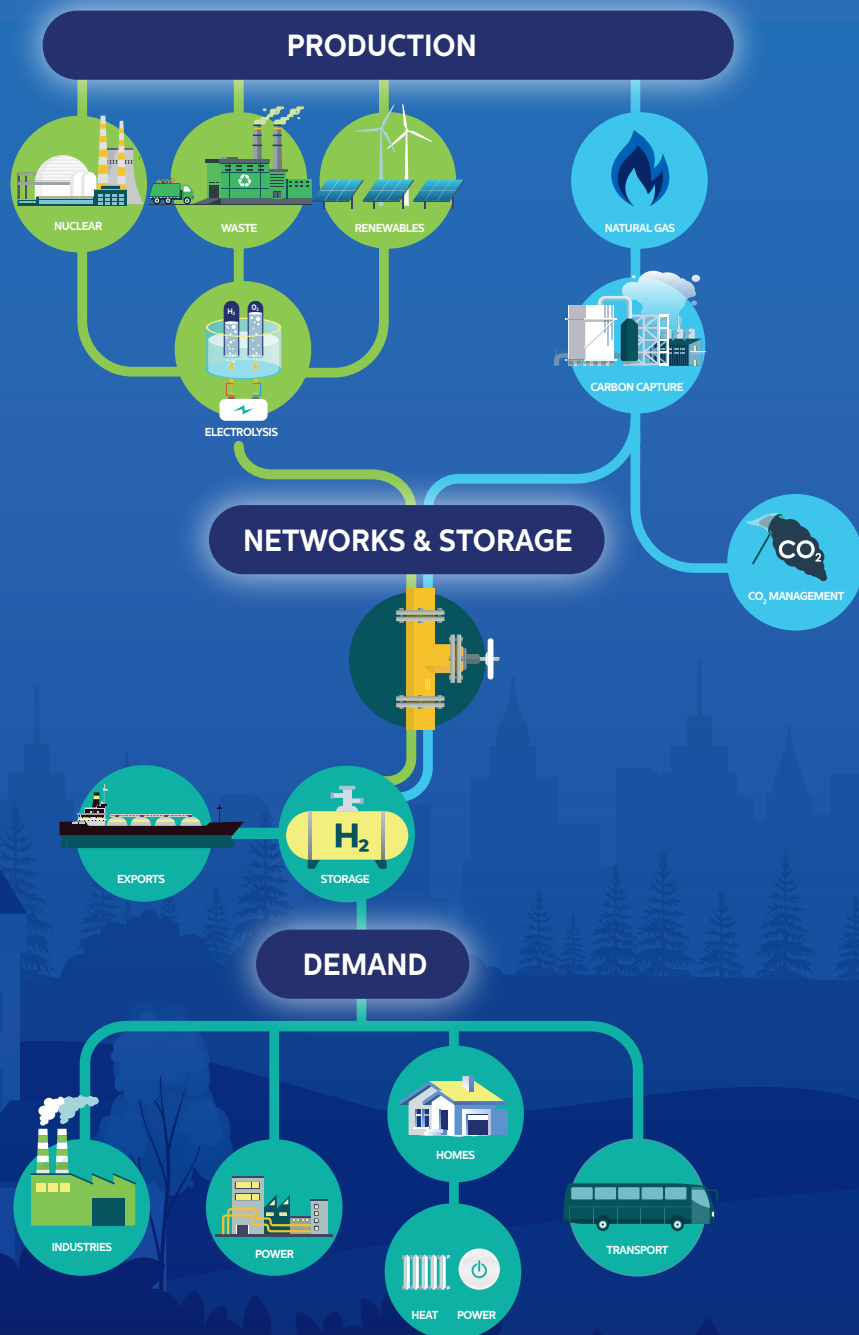 PRODUCTION
NUCLEAR
WASTE
RENEWABLES
NATURAL GAS
H₂
O₂
ELECTROLYSIS
CARBON CAPTURE
NETWORKS & STORAGE
CO₂
CO₂ MANAGEMENT
H₂
EXPORTS
STORAGE
DEMAND
HOMES
INDUSTRIES
POWER
TRANSPORT
HEAT POWER